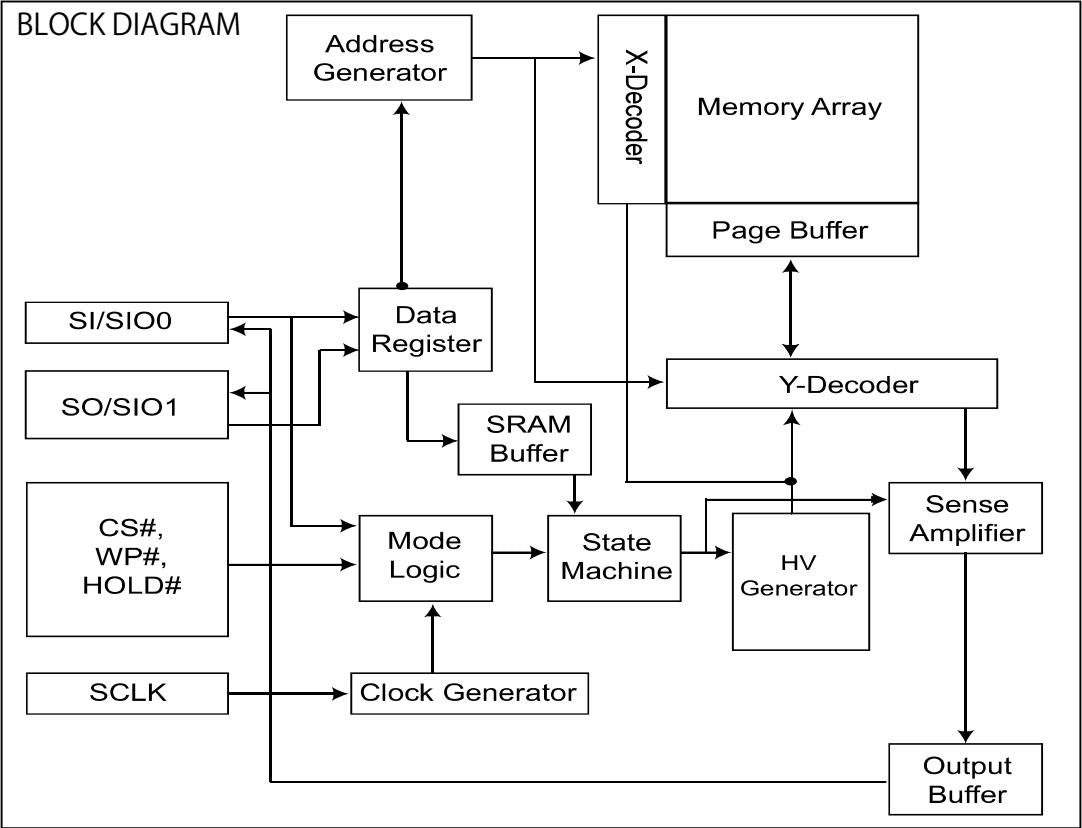 BLOCK DIAGRAM
Address
Generator
X-Decoder
Memory Array
Page Buffer
SI/SIO0
Data
Register
SO/SIO1
Y-Decoder
SRAM
Buffer
CS#,
WP#,
HOLD#
Mode
Logic
State
Machine
HV
Generator
Sense
Amplifier
SCLK
Clock Generator
Output
Buffer